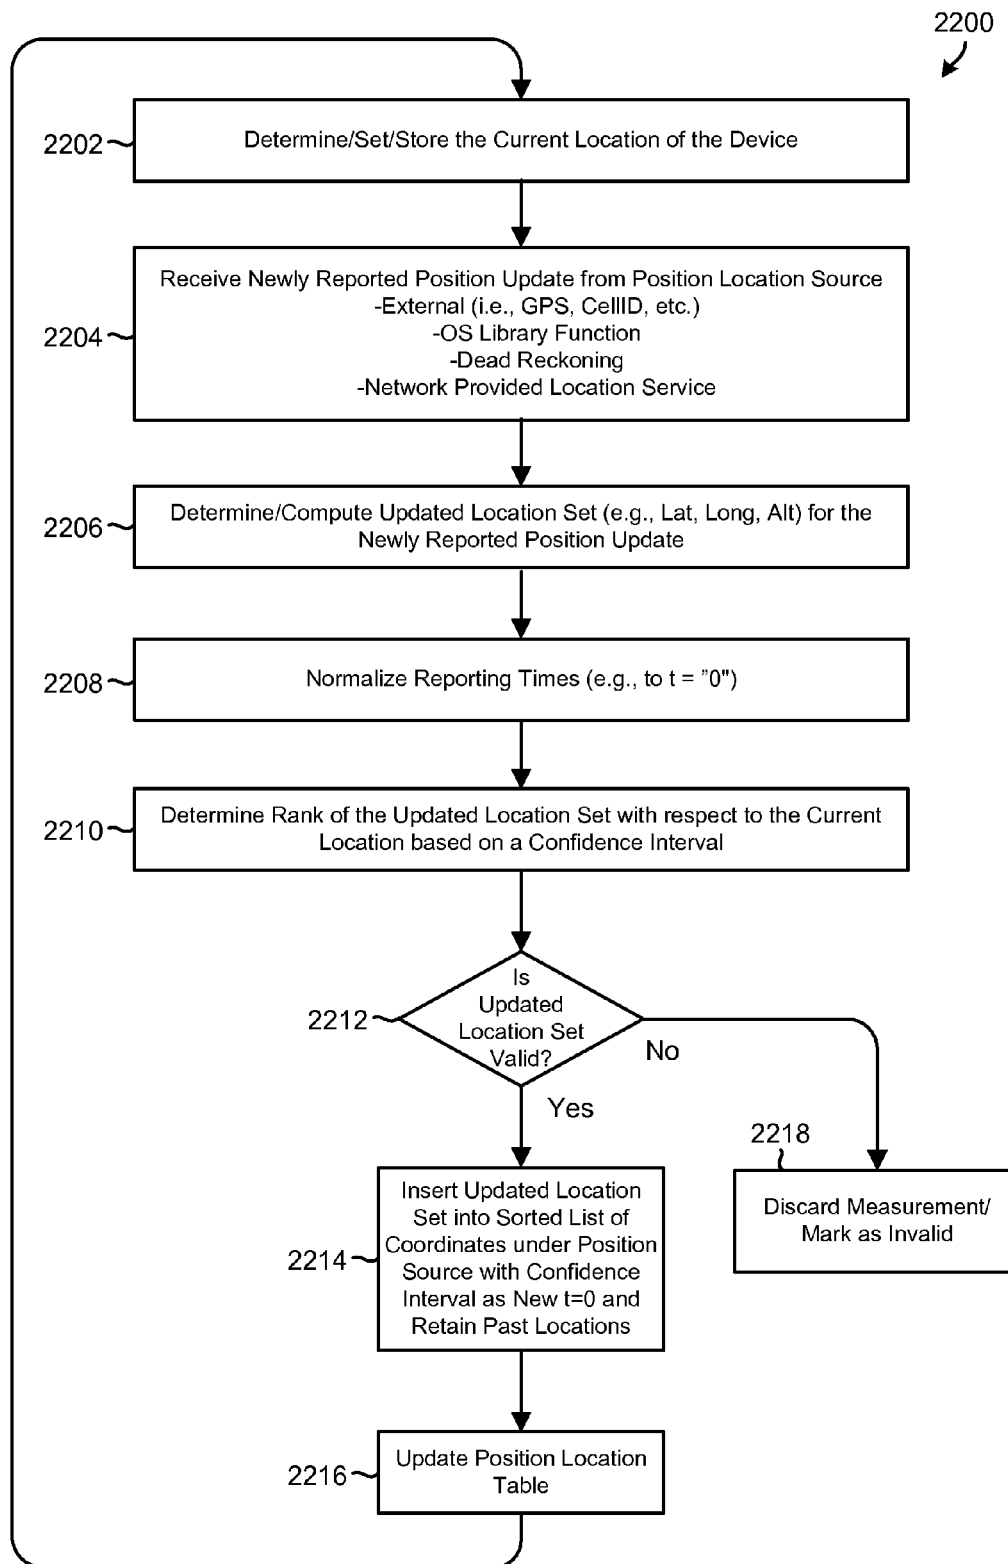 2200
2202
Determine/Set/Store the Current Location of the Device
2204
Receive Newly Reported Position Update from Position Location Source
-External (i.e., GPS, CellID, etc.)
-OS Library Function
-Dead Reckoning
-Network Provided Location Service
2206
Determine/Compute Updated Location Set (e.g., Lat, Long, Alt) for the
Newly Reported Position Update
2208
Normalize Reporting Times (e.g., to t = "0")
2210
Determine Rank of the Updated Location Set with respect to the Current
Location based on a Confidence Interval
2212
Is
Updated
Location Set
Valid?
No
Yes
2214
Insert Updated Location
Set into Sorted List of
Coordinates under Position
Source with Confidence
Interval as New t=0 and
Retain Past Locations
2218
Discard Measurement/
Mark as Invalid
2216
Update Position Location
Table